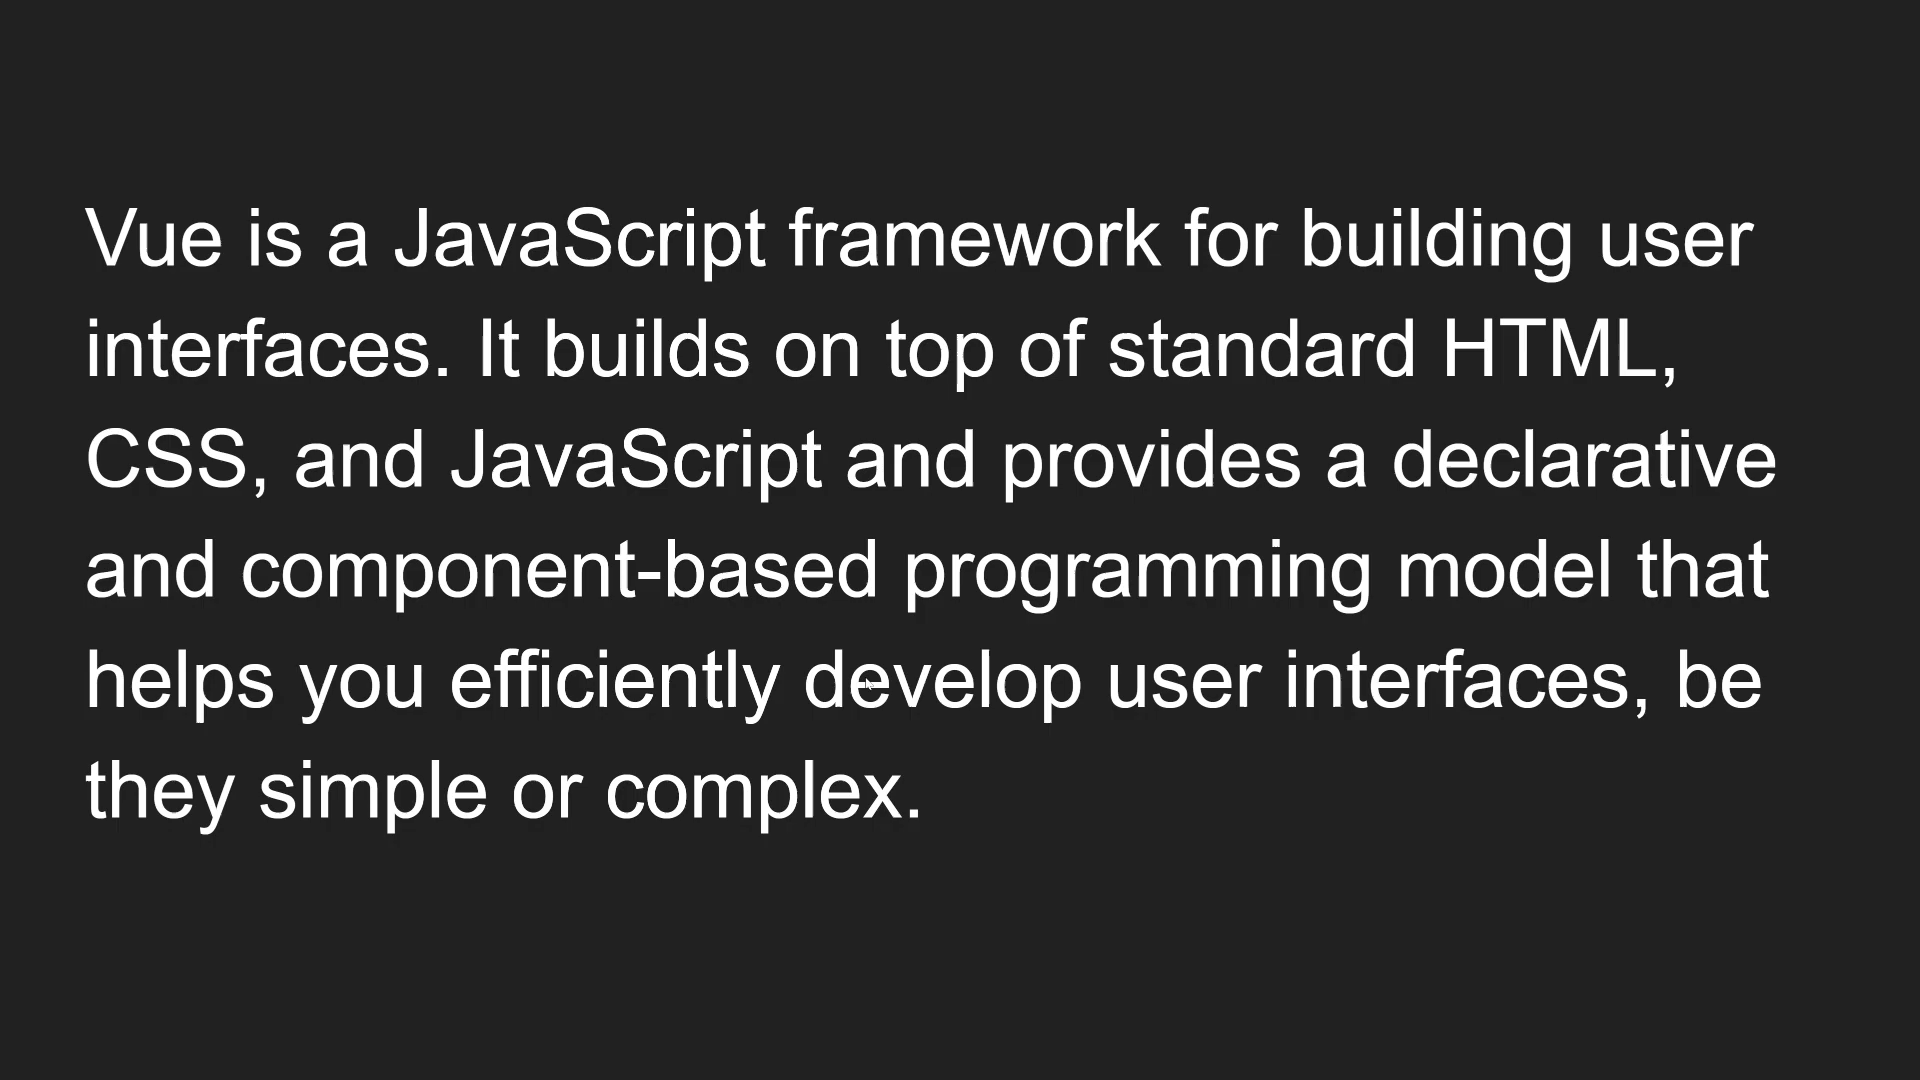 Vue is a JavaScript framework for building user
interfaces. It builds on top of standard HTML,
CSS, and JavaScript and provides a declarative
and component-based programming model that
helps you efficiently develop user interfaces, be
they simple or complex.